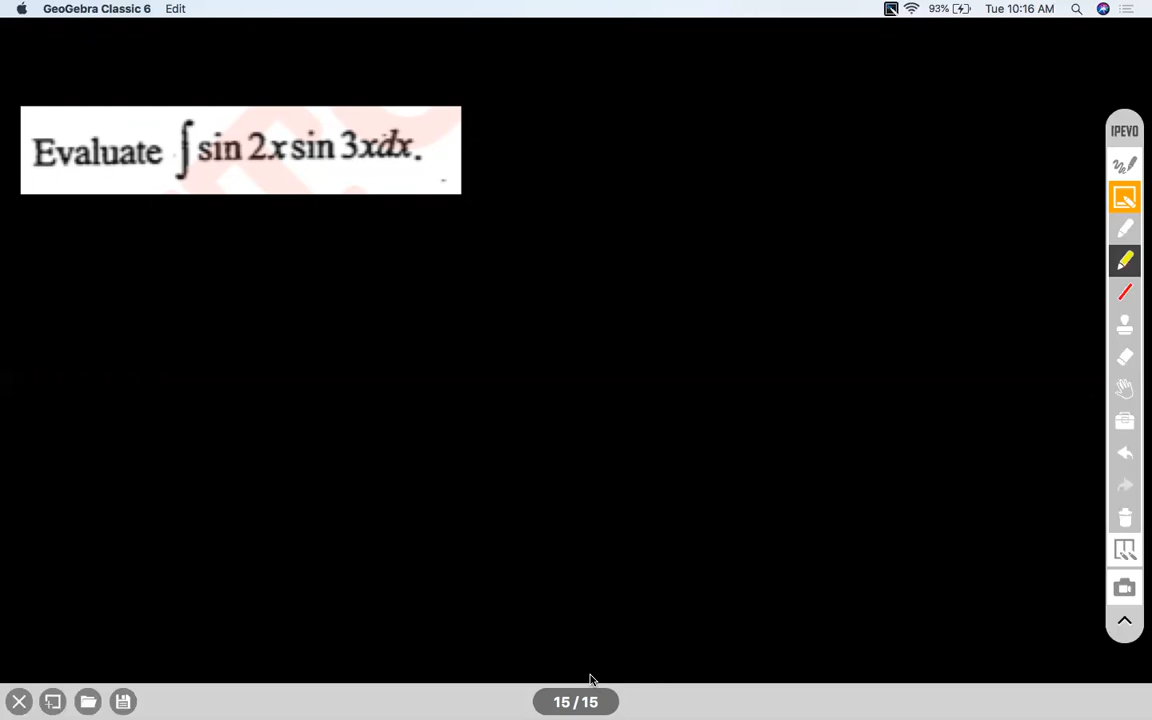 GeoGebra Classic 6 Edit 93% Tue 10:16 AM
Evaluate ∫ sin 2x sin 3xdx.
IPEVO
15 / 15